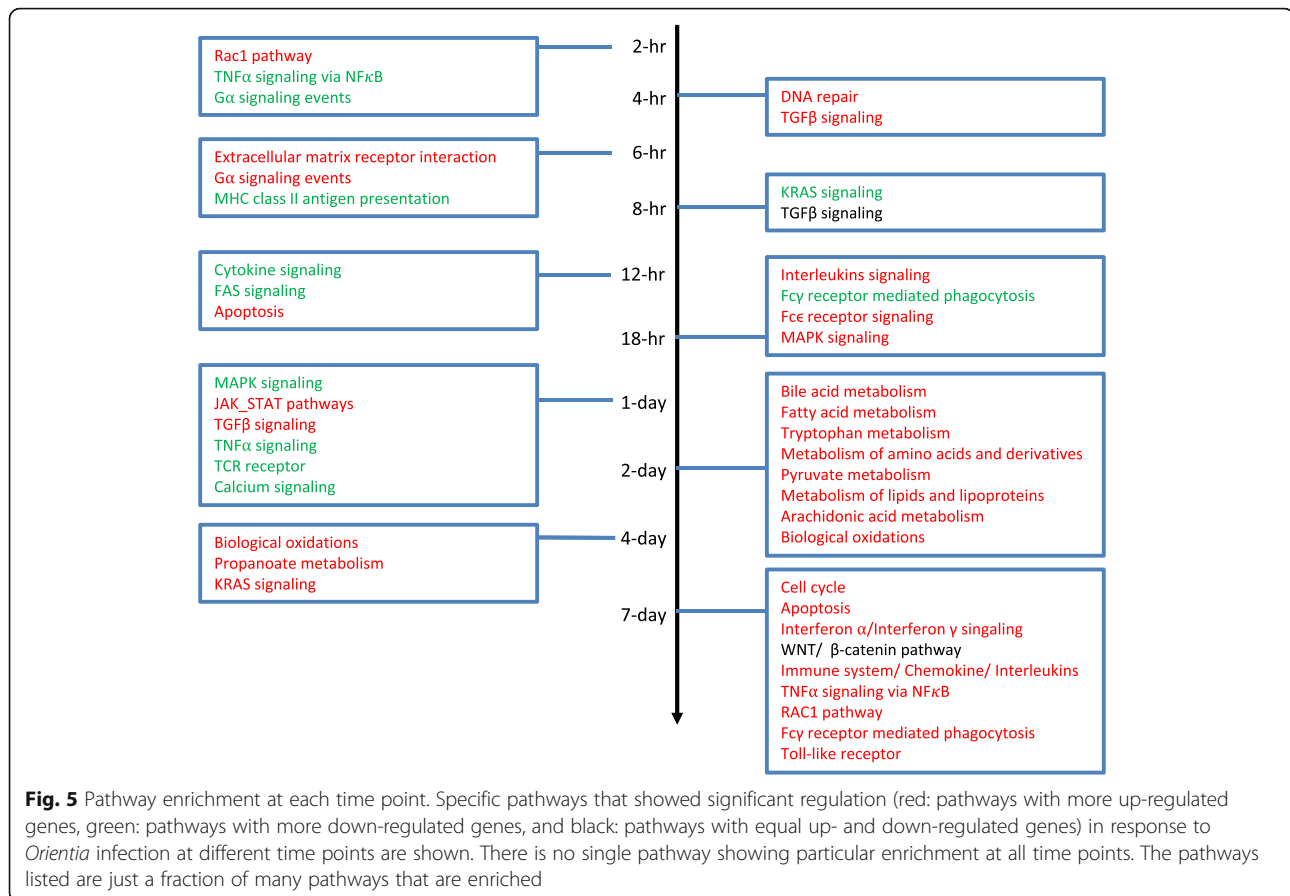 2-hr
Rac1 pathway
TNFα signaling via NFκB
Gα signaling events
4-hr
DNA repair
TGFβ signaling
6-hr
Extracellular matrix receptor interaction
Gα signaling events
MHC class II antigen presentation
8-hr
KRAS signaling
TGFβ signaling
12-hr
Cytokine signaling
FAS signaling
Apoptosis
18-hr
Interleukins signaling
Fcγ receptor mediated phagocytosis
Fcϵ receptor signaling
MAPK signaling
1-day
MAPK signaling
JAK_STAT pathways
TGFβ signaling
TNFα signaling
TCR receptor
Calcium signaling
2-day
Bile acid metabolism
Fatty acid metabolism
Tryptophan metabolism
Metabolism of amino acids and derivatives
Pyruvate metabolism
Metabolism of lipids and lipoproteins
Arachidonic acid metabolism
Biological oxidations
4-day
Biological oxidations
Propanoate metabolism
KRAS signaling
7-day
Cell cycle
Apoptosis
Interferon α/Interferon γ singaling
WNT/ β-catenin pathway
Immune system/ Chemokine/ Interleukins
TNFα signaling via NFκB
RAC1 pathway
Fcγ receptor mediated phagocytosis
Toll-like receptor
Fig. 5 Pathway enrichment at each time point. Specific pathways that showed significant regulation (red: pathways with more up-regulated
genes, green: pathways with more down-regulated genes, and black: pathways with equal up- and down-regulated genes) in response to
Orientia infection at different time points are shown. There is no single pathway showing particular enrichment at all time points. The pathways
listed are just a fraction of many pathways that are enriched